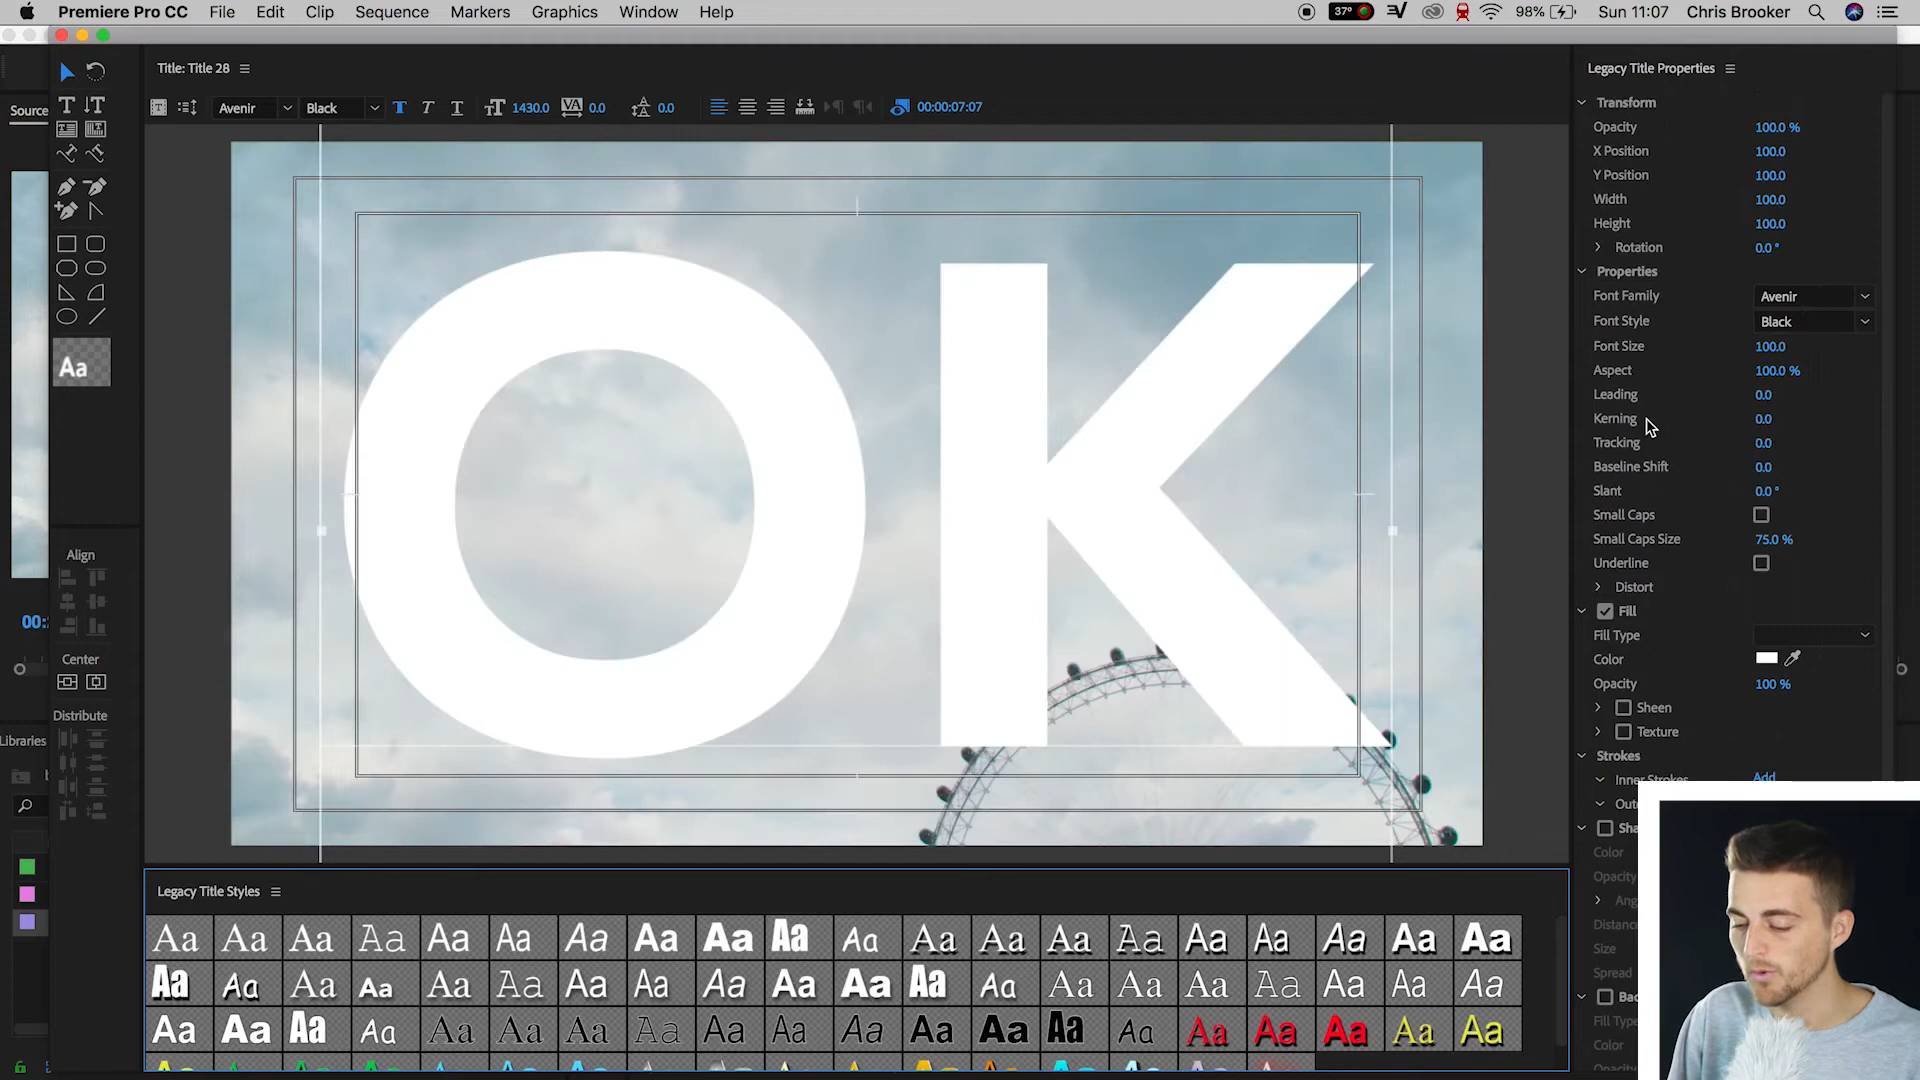 Premiere Pro CC File Edit Clip Sequence Markers Graphics Window Help 37° 98% Sun 11:07 Chris Brooker
Source
Title: Title 28
Legacy Title Properties
Avenir Black 1430.0 0.0 0.0 00:00:07:07
Transform
Opacity 100.0 %
X Position 100.0
Y Position 100.0
Width 100.0
Height 100.0
Rotation 0.0 °
Properties
Font Family Avenir
Font Style Black
Font Size 100.0
Aspect 100.0 %
Leading 0.0
Kerning 0.0
Tracking 0.0
Baseline Shift 0.0
Slant 0.0 °
Small Caps
Small Caps Size 75.0 %
Underline
Distort
Fill
Fill Type
Color
Opacity 100 %
Sheen
Texture
Strokes
Inner Strokes Add
Color
Opacity
Distance
Size
Spread
Fill Type
Color
OK
Aa
Align
00:
Center
Distribute
Libraries
Legacy Title Styles
Aa Aa Aa Aa Aa Aa Aa Aa Aa Aa Aa Aa Aa Aa Aa Aa Aa Aa Aa Aa
Aa Aa Aa Aa Aa Aa Aa Aa Aa Aa Aa Aa Aa Aa Aa Aa Aa Aa Aa Aa
Aa Aa Aa Aa Aa Aa Aa Aa Aa Aa Aa Aa Aa Aa Aa Aa Aa Aa Aa Aa